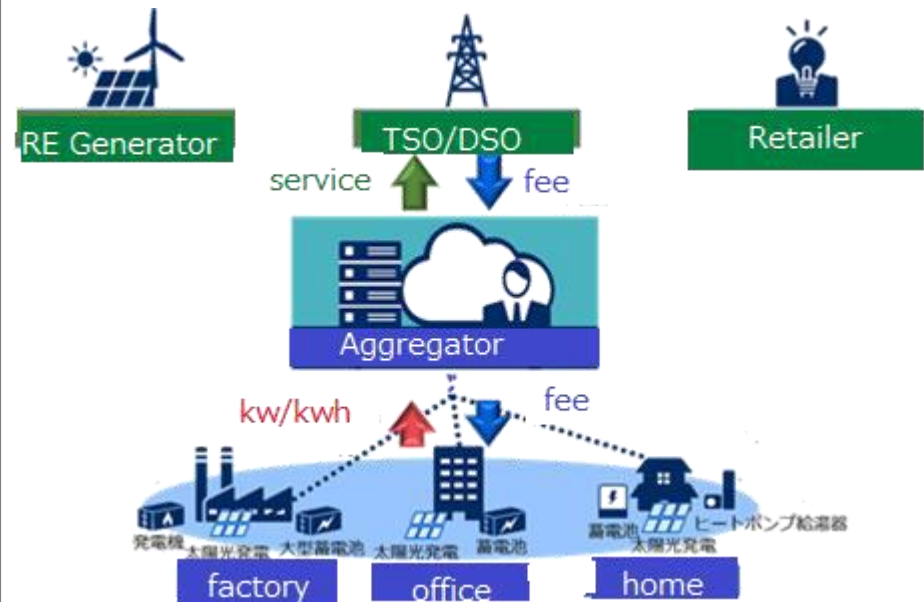 RE Generator
TSO/DSO
Retailer
service
fee
Aggregator
kw/kwh
fee
発電機
太陽光発電
大型蓄電池
太陽光発電
蓄電池
蓄電池
太陽光発電
ヒートポンプ給湯器
factory
office
home